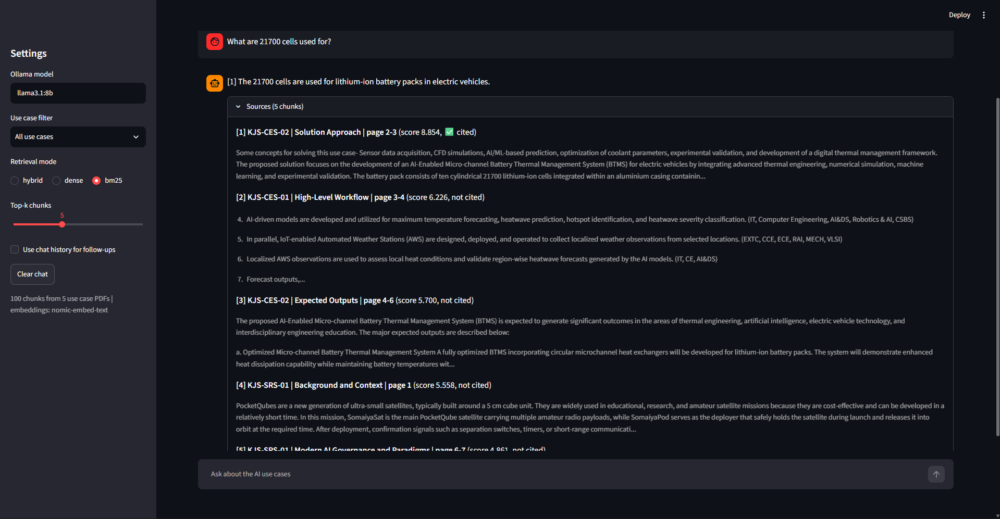 Deploy
Settings
Ollama model
llama3.1:8b
Use case filter
All use cases
Retrieval mode
hybrid dense bm25
Top-k chunks
5
Use chat history for follow-ups
Clear chat
100 chunks from 5 use case PDFs |
embeddings: nomic-embed-text
What are 21700 cells used for?
[1] The 21700 cells are used for lithium-ion battery packs in electric vehicles.
Sources (5 chunks)
[1] KJS-CES-02 | Solution Approach | page 2-3 (score 8.854, ✅ cited)
Some concepts for solving this use case- Sensor data acquisition, CFD simulations, AI/ML-based prediction, optimization of coolant parameters, experimental validation, and development of a digital thermal management framework.
The proposed solution focuses on the development of an AI-Enabled Micro-channel Battery Thermal Management System (BTMS) for electric vehicles by integrating advanced thermal engineering, numerical simulation, machine
learning, and experimental validation. The battery pack consists of ten cylindrical 21700 lithium-ion cells integrated within an aluminium casing containin...
[2] KJS-CES-01 | High-Level Workflow | page 3-4 (score 6.226, not cited)
4. AI-driven models are developed and utilized for maximum temperature forecasting, heatwave prediction, hotspot identification, and heatwave severity classification. (IT, Computer Engineering, AI&DS, Robotics & AI, CSBS)
5. In parallel, IoT-enabled Automated Weather Stations (AWS) are designed, deployed, and operated to collect localized weather observations from selected locations. (EXTC, CCE, ECE, RAI, MECH, VLSI)
6. Localized AWS observations are used to assess local heat conditions and validate region-wise heatwave forecasts generated by the AI models. (IT, CE, AI&DS)
7. Forecast outputs,...
[3] KJS-CES-02 | Expected Outputs | page 4-6 (score 5.700, not cited)
The proposed AI-Enabled Micro-channel Battery Thermal Management System (BTMS) is expected to generate significant outcomes in the areas of thermal engineering, artificial intelligence, electric vehicle technology, and
interdisciplinary engineering education. The major expected outputs are described below:
a. Optimized Micro-channel Battery Thermal Management System A fully optimized BTMS incorporating circular microchannel heat exchangers will be developed for lithium-ion battery packs. The system will demonstrate enhanced
heat dissipation capability while maintaining battery temperatures wit...
[4] KJS-SRS-01 | Background and Context | page 1 (score 5.558, not cited)
PocketQubes are a new generation of ultra-small satellites, typically built around a 5 cm cube unit. They are widely used in educational, research, and amateur satellite missions because they are cost-effective and can be developed in a
relatively short time. In this mission, SomaiyaSat is the main PocketQube satellite carrying multiple amateur radio payloads, while SomaiyaPod serves as the deployer that safely holds the satellite during launch and releases it into
orbit at the required time. After deployment, confirmation signals such as separation switches, timers, or short-range communicati...
[5] KJS-SRS-01 | Modern AI Governance and Paradigms | page 6-7 (score 4.861, not cited)
Ask about the AI use cases